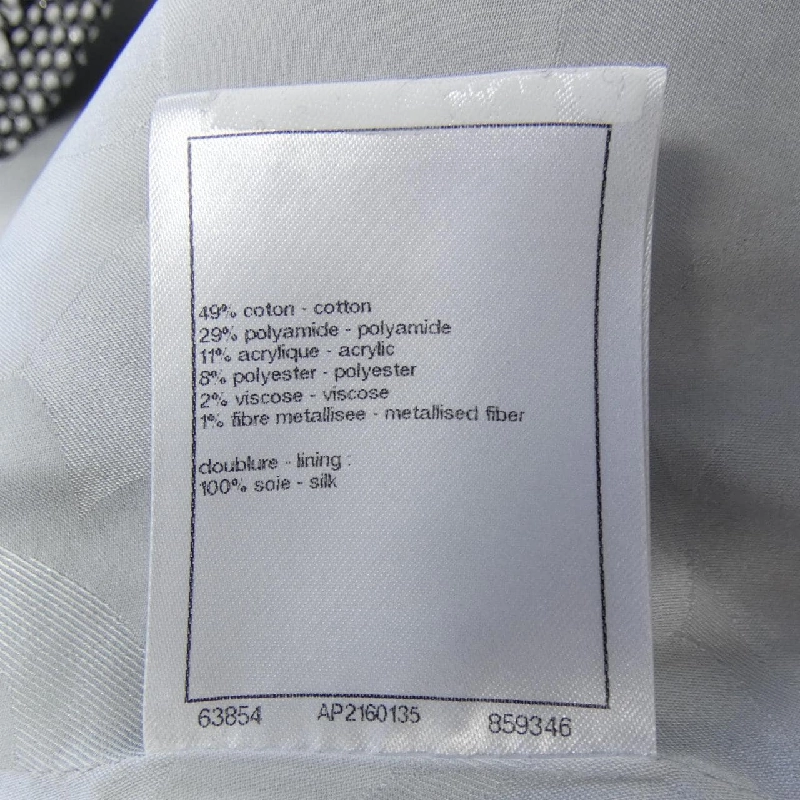 49% coton - cotton
29% polyamide - polyamide
11% acrylique - acrylic
8% polyester - polyester
2% viscose - viscose
1% fibre metallisee - metallised fiber
doublure - lining :
100% soie - silk
63854 AP2160135 859346